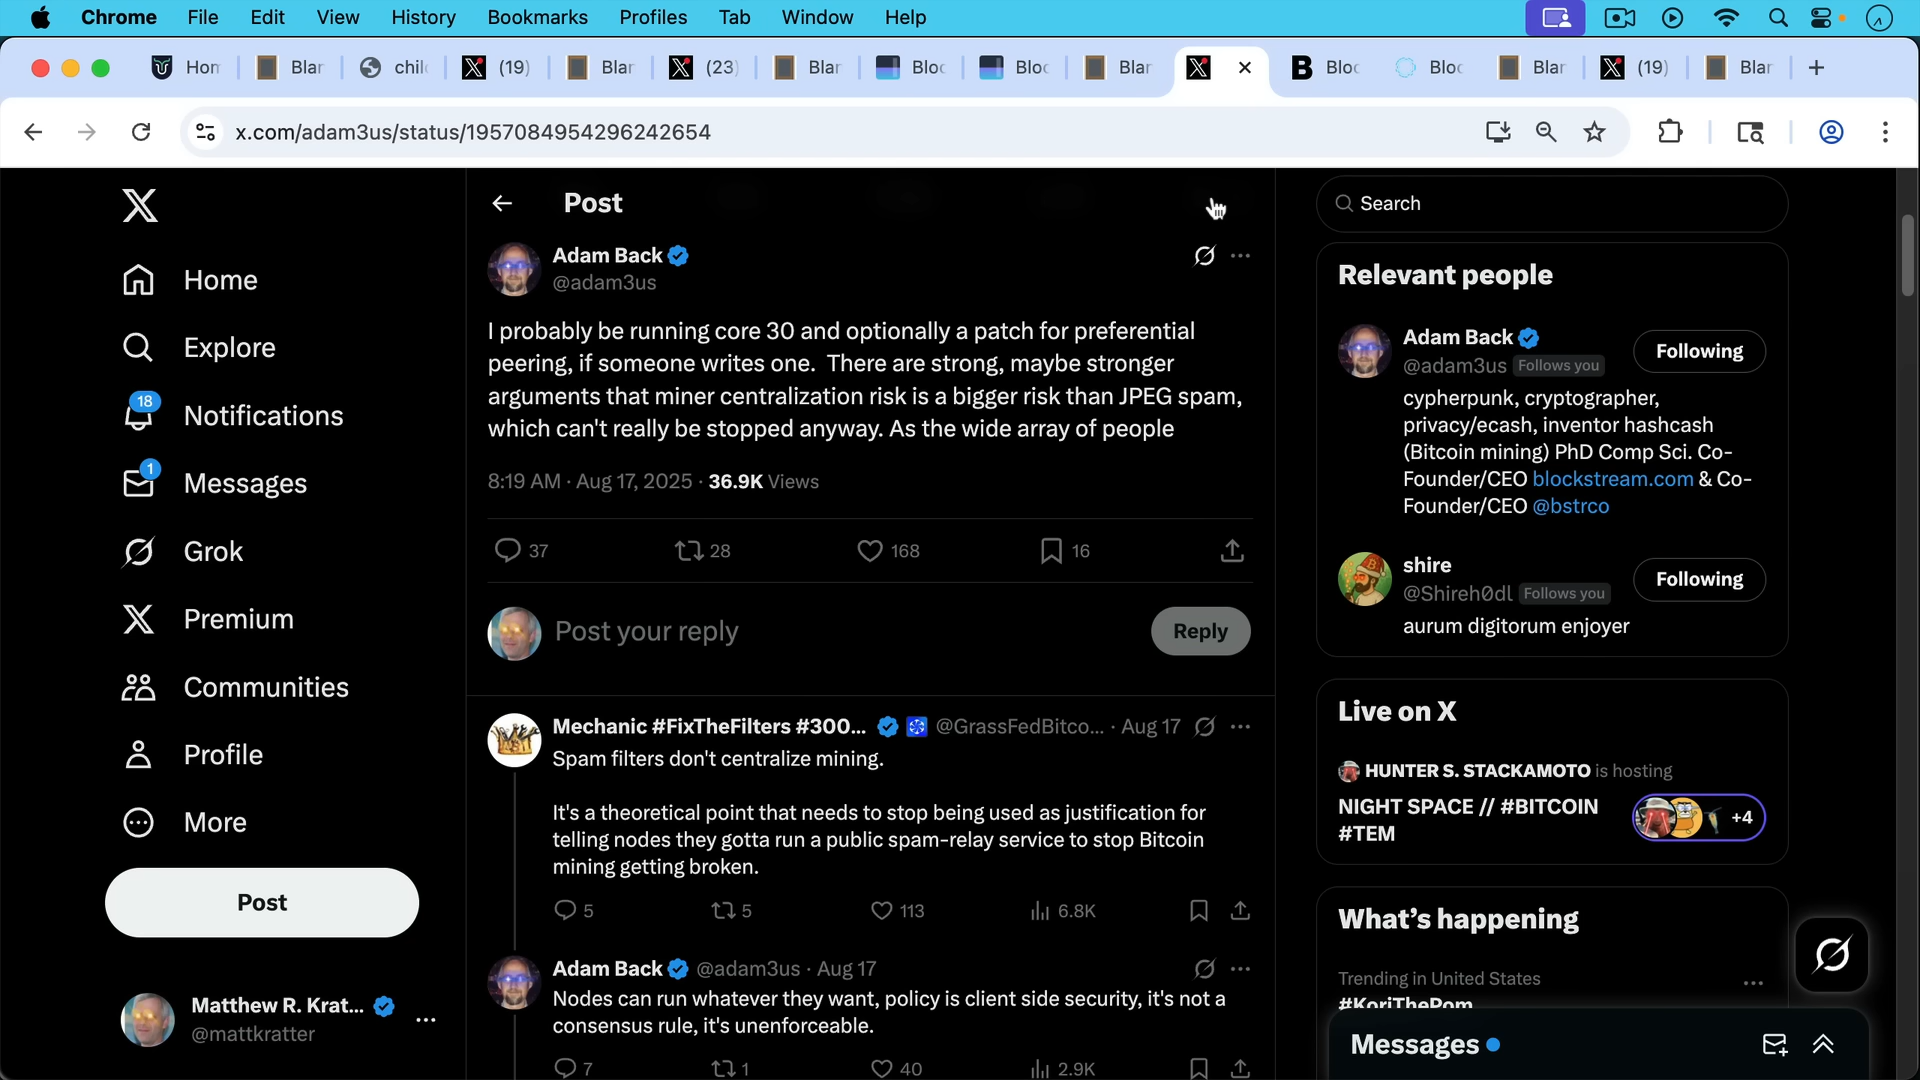 Chrome File Edit View History Bookmarks Profiles Tab Window Help
Hom Blar chil (19) Blar (23) Blar Bloc Bloc Blar Bloc Bloc Blar (19) Blar
x.com/adam3us/status/1957084954296242654
Home
Explore
18
Notifications
1
Messages
Grok
Premium
Communities
Profile
More
Post
Matthew R. Krat...
@mattkratter
Post
Adam Back
@adam3us
I probably be running core 30 and optionally a patch for preferential
peering, if someone writes one.  There are strong, maybe stronger
arguments that miner centralization risk is a bigger risk than JPEG spam,
which can't really be stopped anyway. As the wide array of people
8:19 AM · Aug 17, 2025 · 36.9K Views
37 28 168 16
Post your reply
Reply
Mechanic #FixTheFilters #300... @GrassFedBitco... · Aug 17
Spam filters don't centralize mining.
It's a theoretical point that needs to stop being used as justification for
telling nodes they gotta run a public spam-relay service to stop Bitcoin
mining getting broken.
5 5 113 6.8K
Adam Back @adam3us · Aug 17
Nodes can run whatever they want, policy is client side security, it's not a
consensus rule, it's unenforceable.
7 1 40 2.9K
Search
Relevant people
Adam Back
@adam3us Follows you
Following
cypherpunk, cryptographer,
privacy/ecash, inventor hashcash
(Bitcoin mining) PhD Comp Sci. Co-
Founder/CEO blockstream.com & Co-
Founder/CEO @bstrco
shire
@Shireh0dl Follows you
Following
aurum digitorum enjoyer
Live on X
HUNTER S. STACKAMOTO is hosting
NIGHT SPACE // #BITCOIN
#TEM
+4
What's happening
Trending in United States
#KoriThePom
Messages